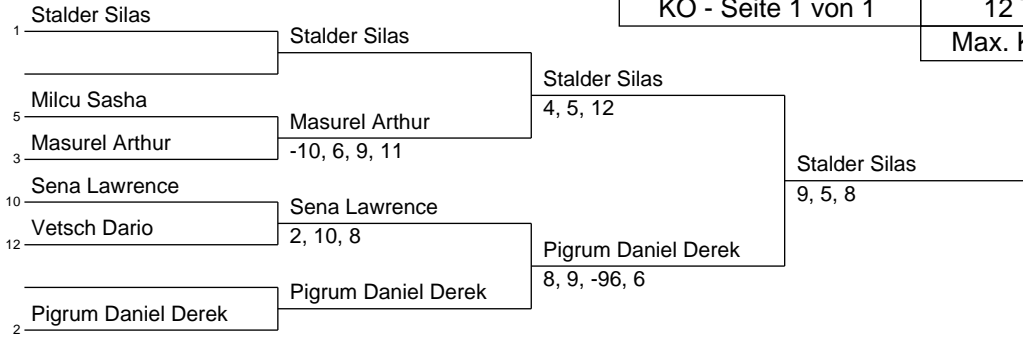 KO - Seite 1 von 1
12
Max.
Stalder Silas
1
Stalder Silas
Stalder Silas
4, 5, 12
Milcu Sasha
5
Masurel Arthur
-10, 6, 9, 11
Masurel Arthur
3
Stalder Silas
9, 5, 8
Sena Lawrence
10
Sena Lawrence
2, 10, 8
Vetsch Dario
12
Pigrum Daniel Derek
8, 9, -96, 6
Pigrum Daniel Derek
Pigrum Daniel Derek
2